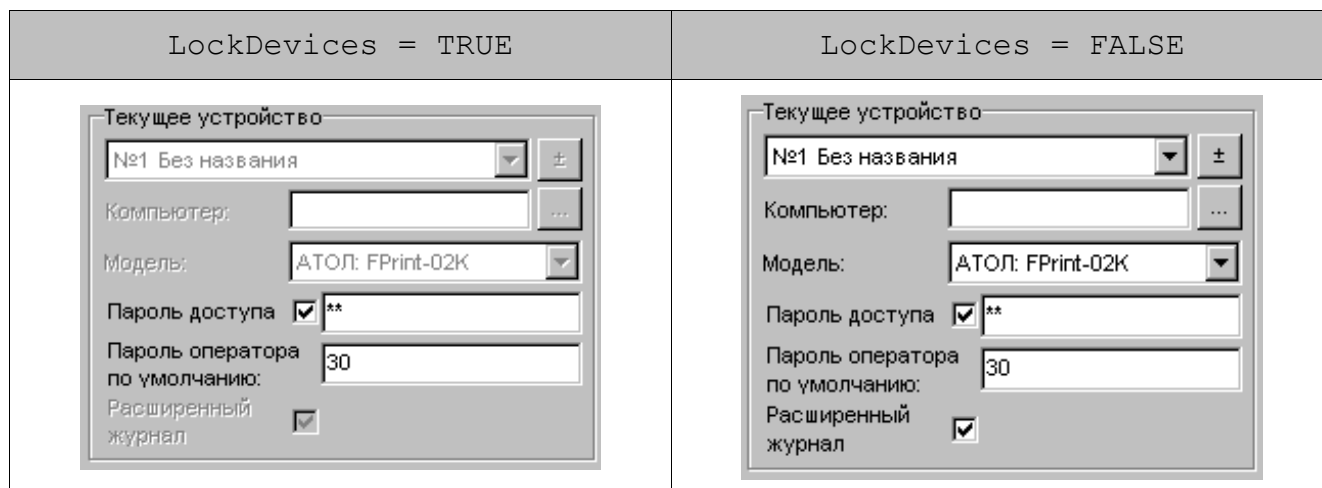 LockDevices = TRUE
LockDevices = FALSE
Текущее устройство
№1 Без названия ±
Компьютер: ...
Модель: АТОЛ: FPrint-02K
Пароль доступа **
Пароль оператора
по умолчанию: 30
Расширенный
журнал
Текущее устройство
№1 Без названия ±
Компьютер: ...
Модель: АТОЛ: FPrint-02K
Пароль доступа **
Пароль оператора
по умолчанию: 30
Расширенный
журнал